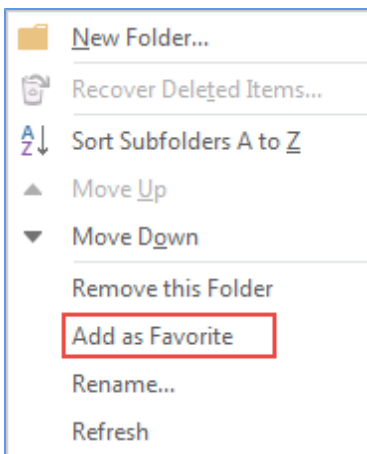 New Folder...
Recover Deleted Items...
A
Z
Sort Subfolders A to Z
Move Up
Move Down
Remove this Folder
Add as Favorite
Rename...
Refresh